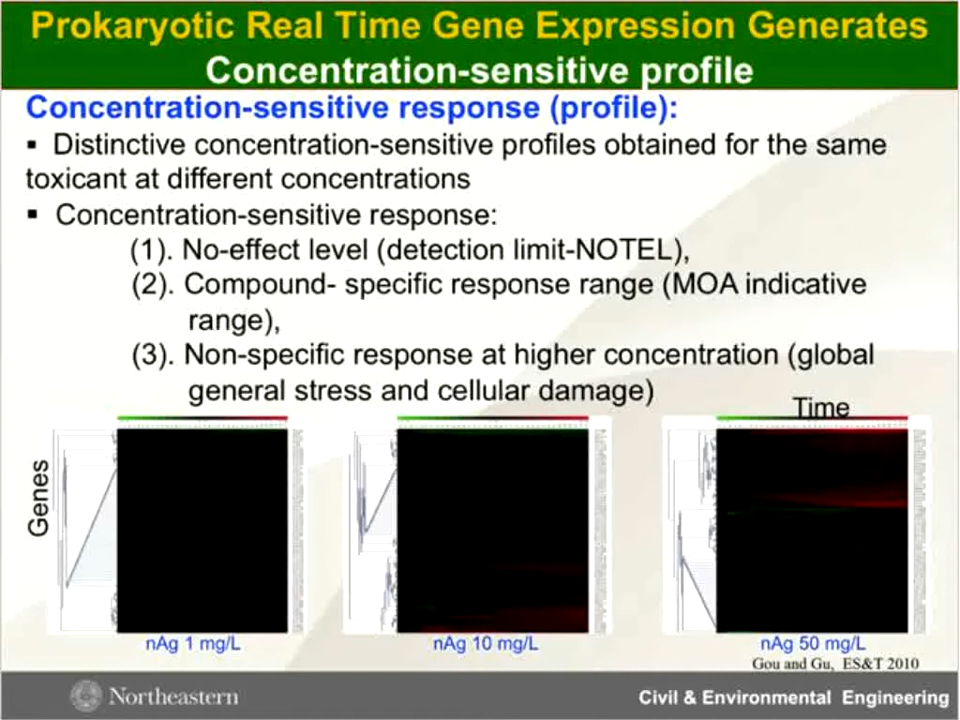 Prokaryotic Real Time Gene Expression Generates
Concentration-sensitive profile
Concentration-sensitive response (profile):
▪ Distinctive concentration-sensitive profiles obtained for the same
toxicant at different concentrations
▪ Concentration-sensitive response:
(1). No-effect level (detection limit-NOTEL),
(2). Compound- specific response range (MOA indicative
range),
(3). Non-specific response at higher concentration (global
general stress and cellular damage)
Time
Genes
nAg 1 mg/L
nAg 10 mg/L
nAg 50 mg/L
Gou and Gu, ES&T 2010
Northeastern
Civil & Environmental Engineering